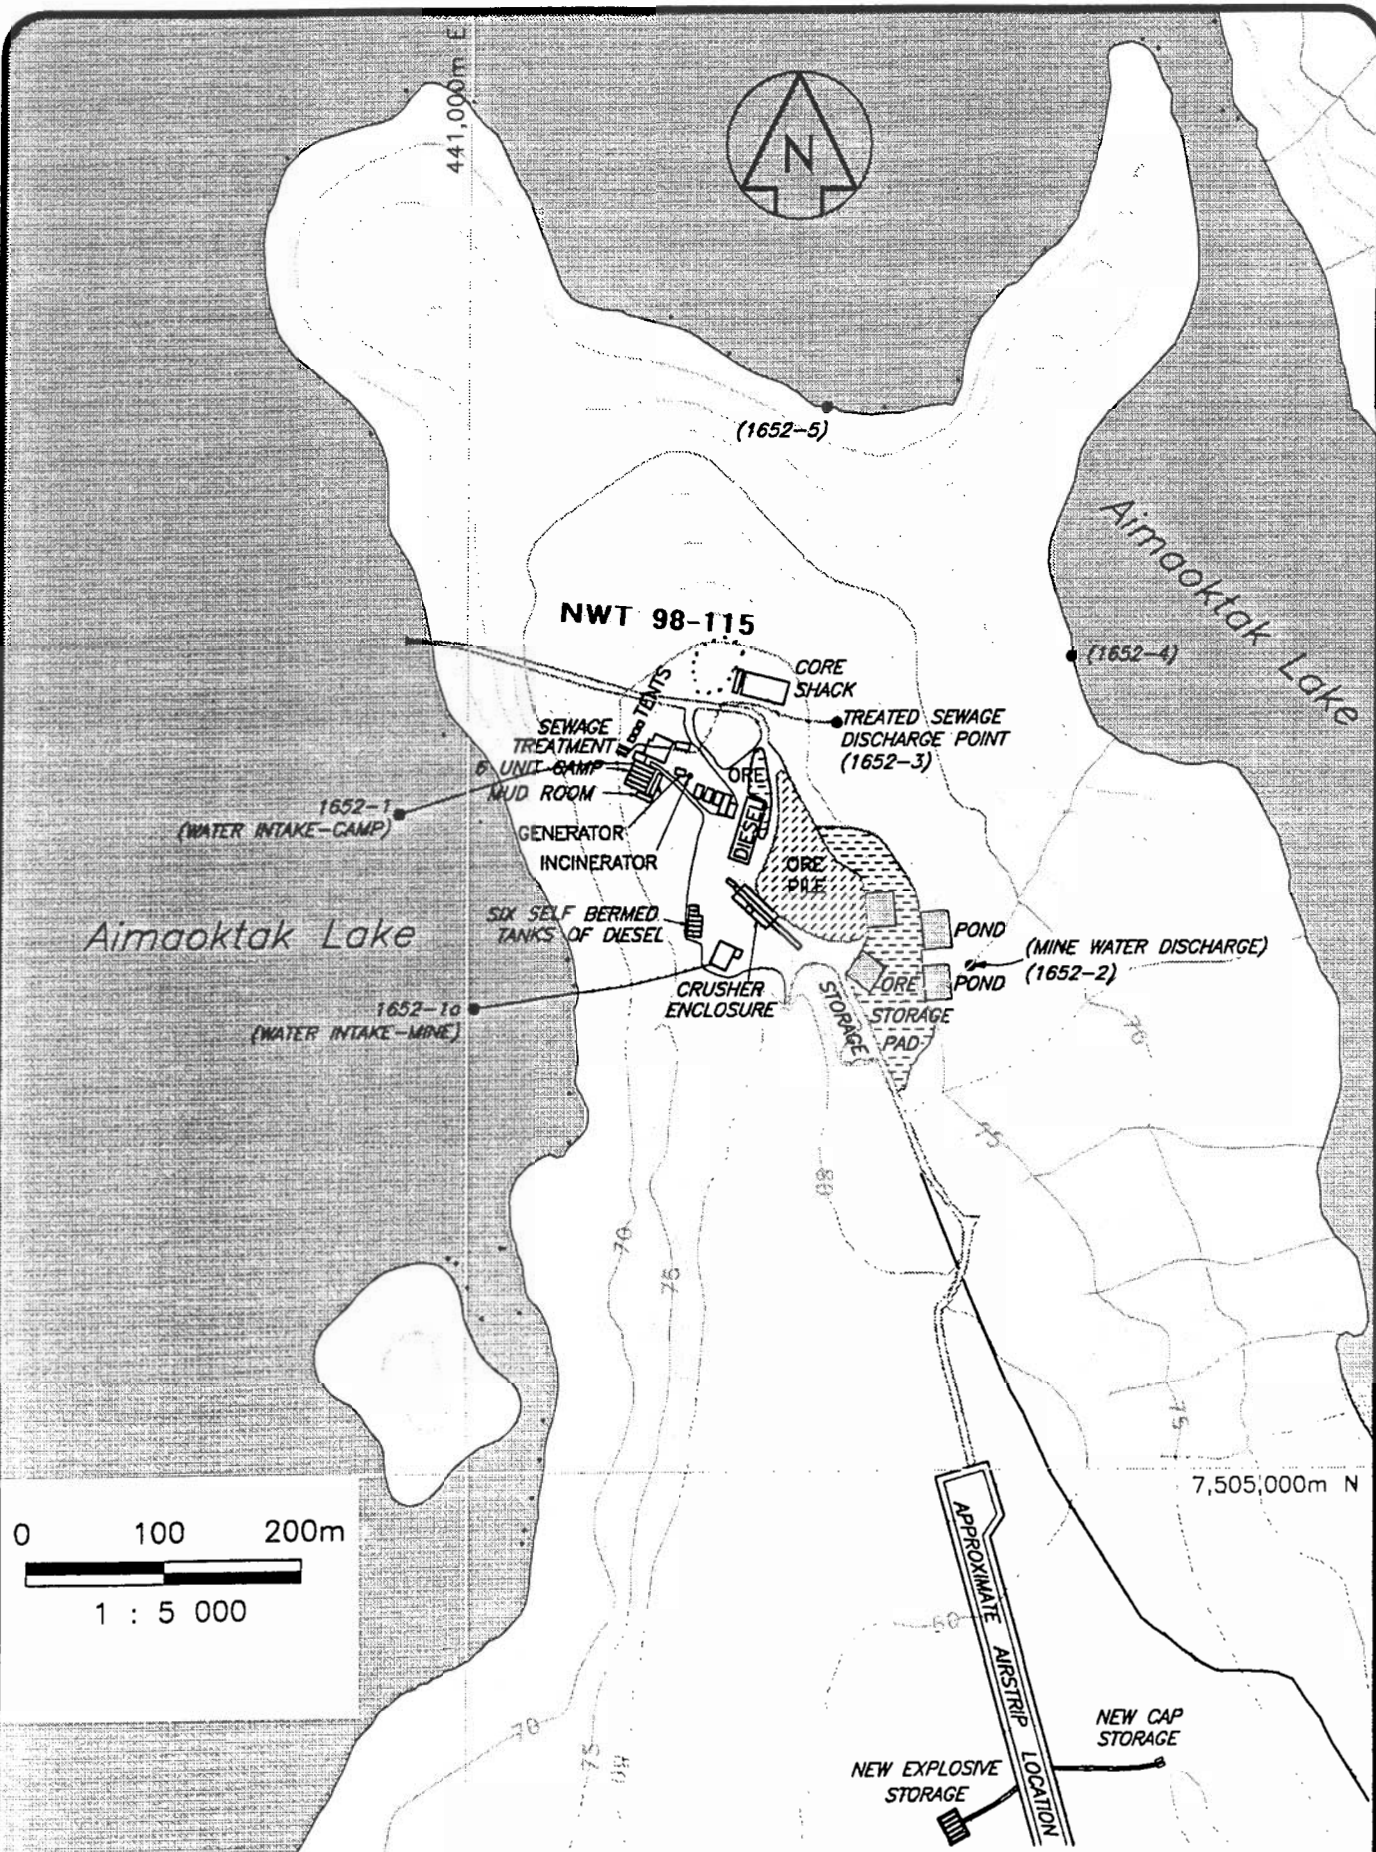 441,000m E
N
(1652-5)
Aimaoktak Lake
NWT 98-115
(1652-4)
CORE
SHACK
TENTS
TREATED SEWAGE
DISCHARGE POINT
(1652-3)
SEWAGE
TREATMENT
6 UNIT CAMP
MUD ROOM
ORE
1652-1
(WATER INTAKE-CAMP)
GENERATOR
INCINERATOR
DIESEL
ORE
PILE
SIX SELF BERMED
TANKS OF DIESEL
Aimaoktak Lake
POND
(MINE WATER DISCHARGE)
(1652-2)
POND
CRUSHER
ENCLOSURE
STORAGE
ORE
STORAGE
PAD
1652-1a
(WATER INTAKE-MINE)
70
75
80
70
75
75
7,505,000m N
0 100 200m
1 : 5 000
APPROXIMATE AIRSTRIP LOCATION
70
75
80
NEW CAP
STORAGE
NEW EXPLOSIVE
STORAGE